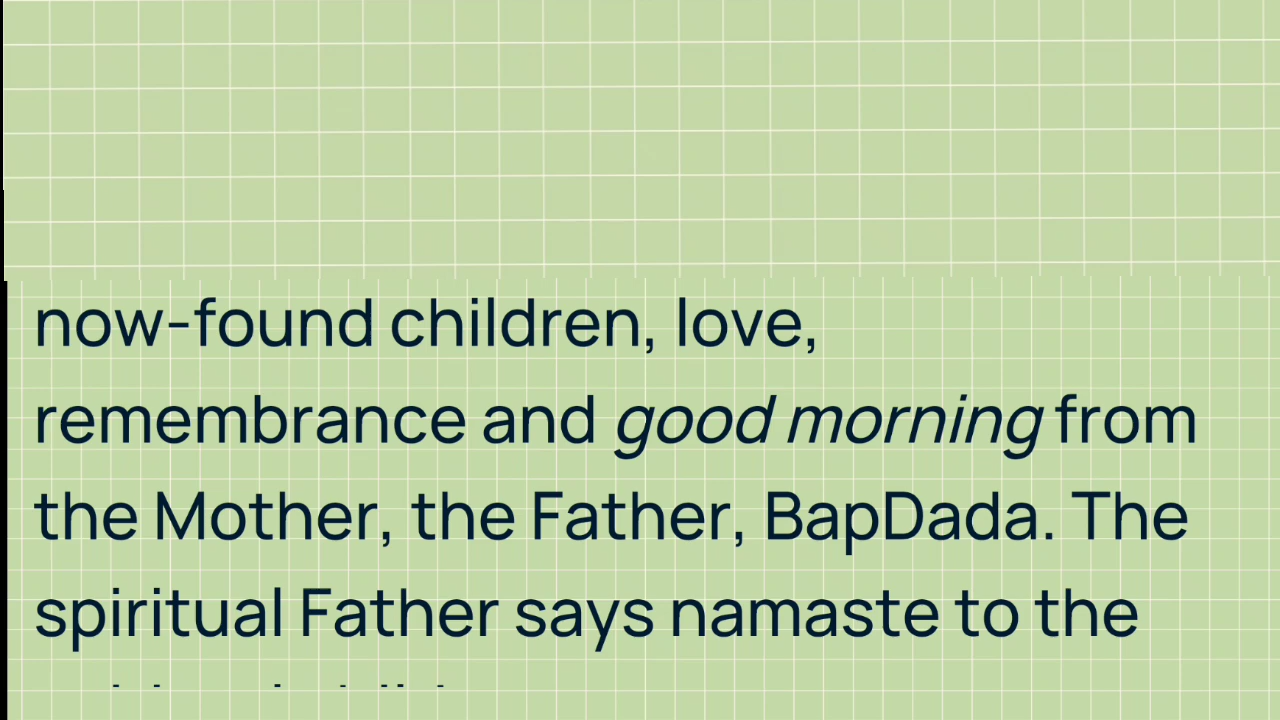 now-found children, love,
remembrance and good morning from
the Mother, the Father, BapDada. The
spiritual Father says namaste to the